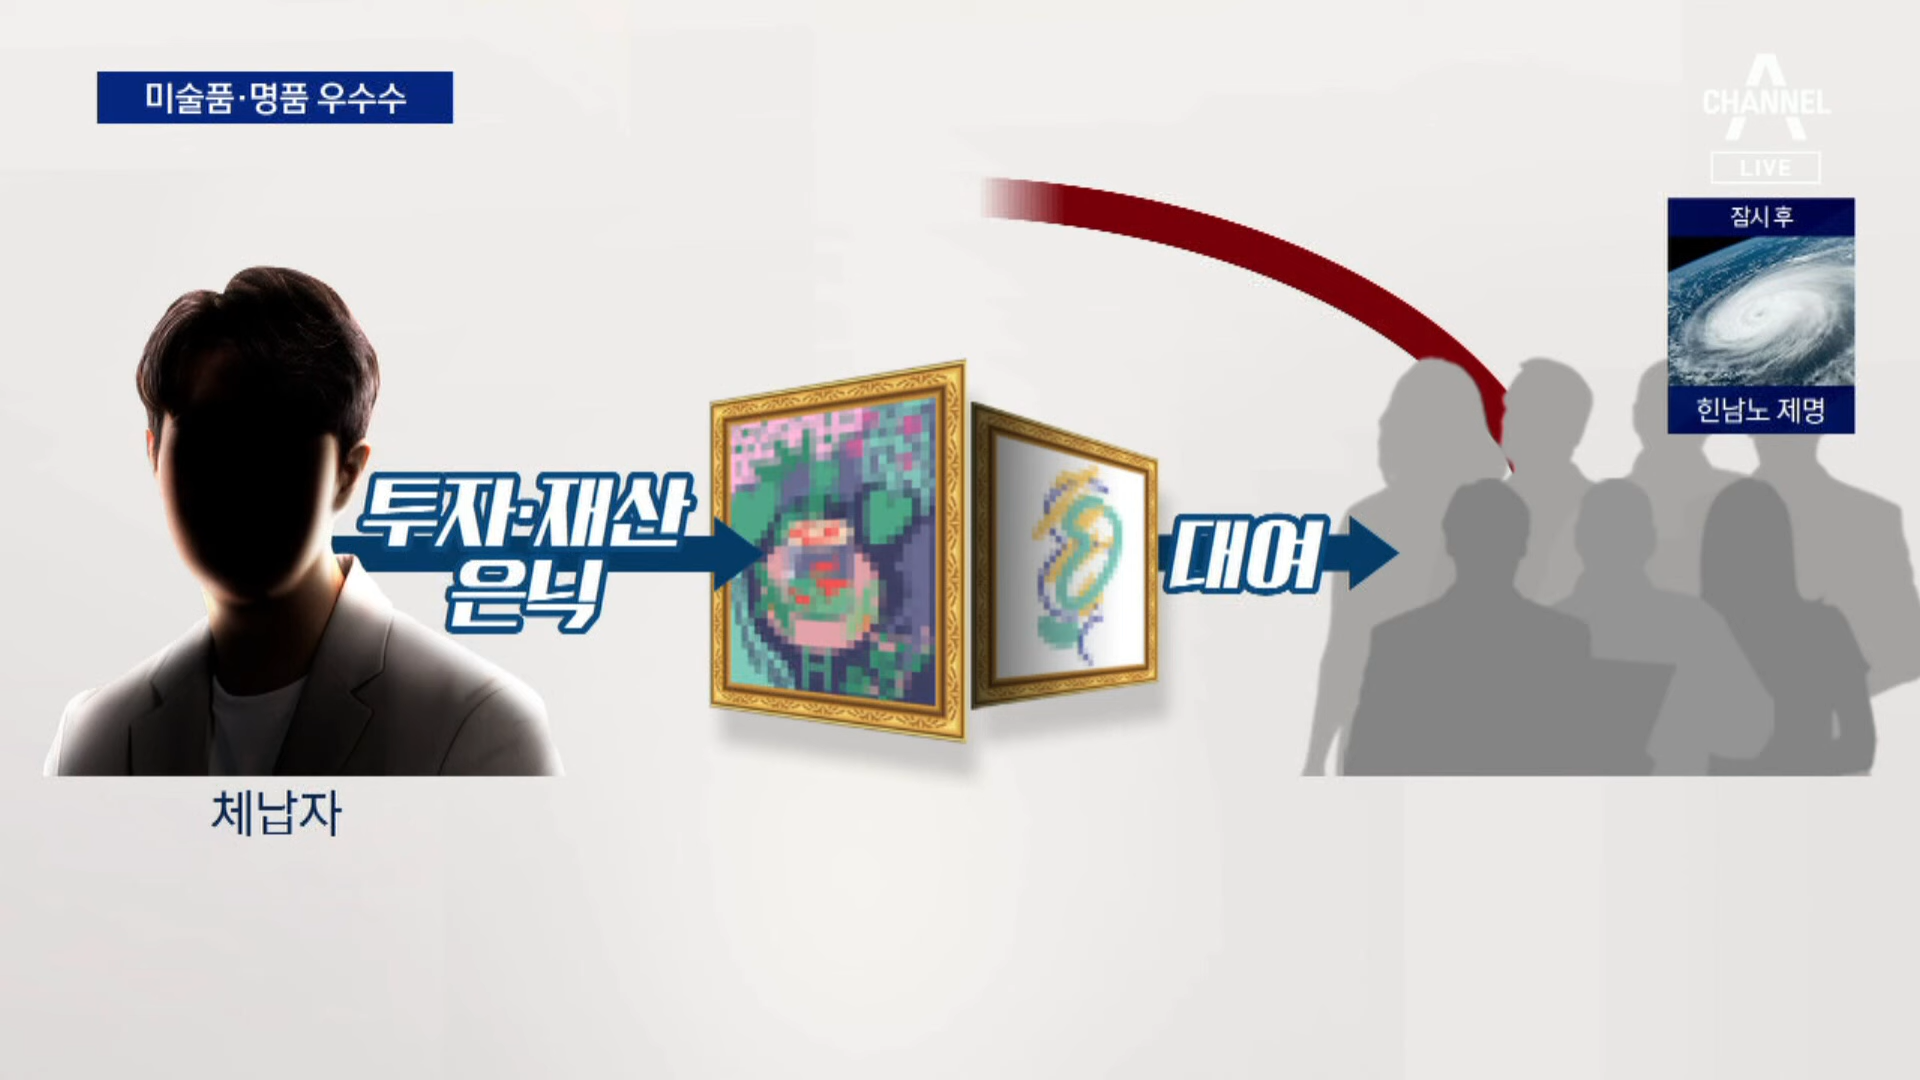 미술품·명품 우수수
CHANNEL A
LIVE
잠시 후
힌남노 제명
투자·재산
은닉
대여
체납자